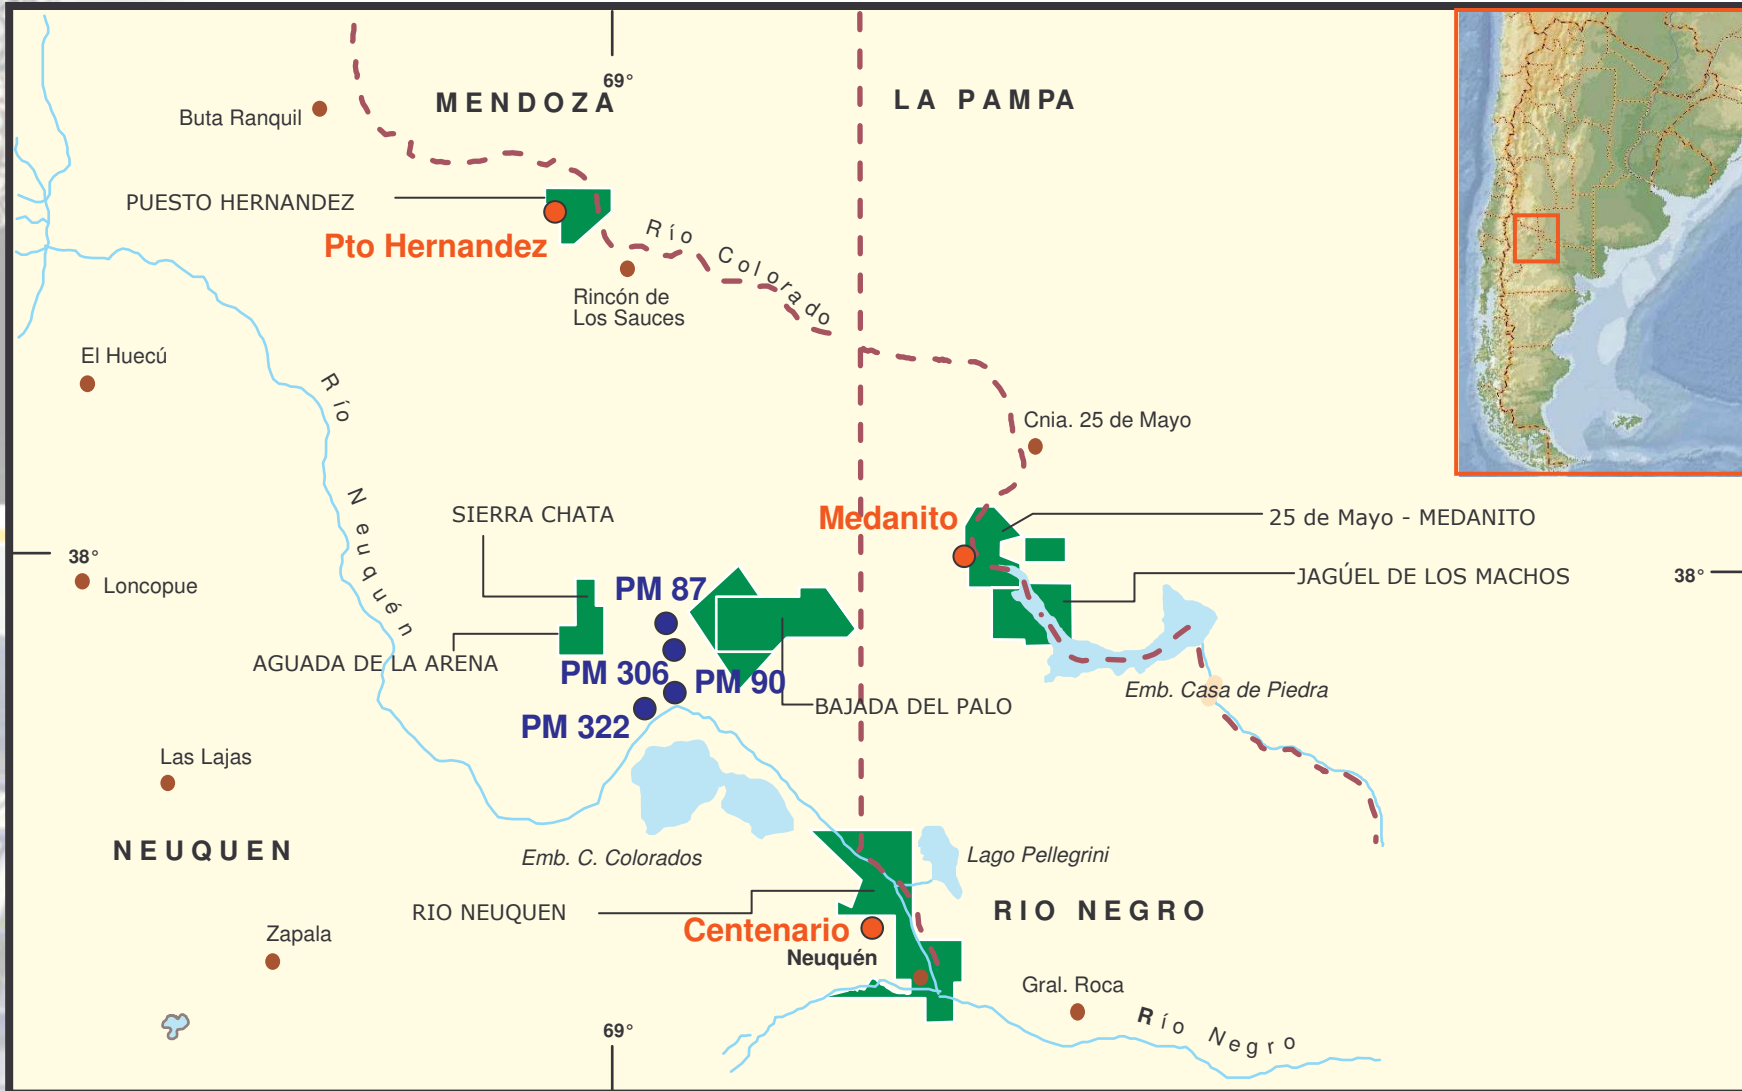 69°
MENDOZA
LA PAMPA
Buta Ranquil
PUESTO HERNANDEZ
Pto Hernandez
Río Colorado
Rincón de
Los Sauces
El Huecú
Río Neuquén
Cnia. 25 de Mayo
SIERRA CHATA
Medanito
25 de Mayo - MEDANITO
38°
Loncopue
PM 87
JAGÚEL DE LOS MACHOS
38°
AGUADA DE LA ARENA
PM 306
PM 90
Emb. Casa de Piedra
BAJADA DEL PALO
PM 322
Las Lajas
NEUQUEN
Emb. C. Colorados
Lago Pellegrini
RIO NEUQUEN
RIO NEGRO
Centenario
Zapala
Neuquén
Gral. Roca
Río Negro
69°